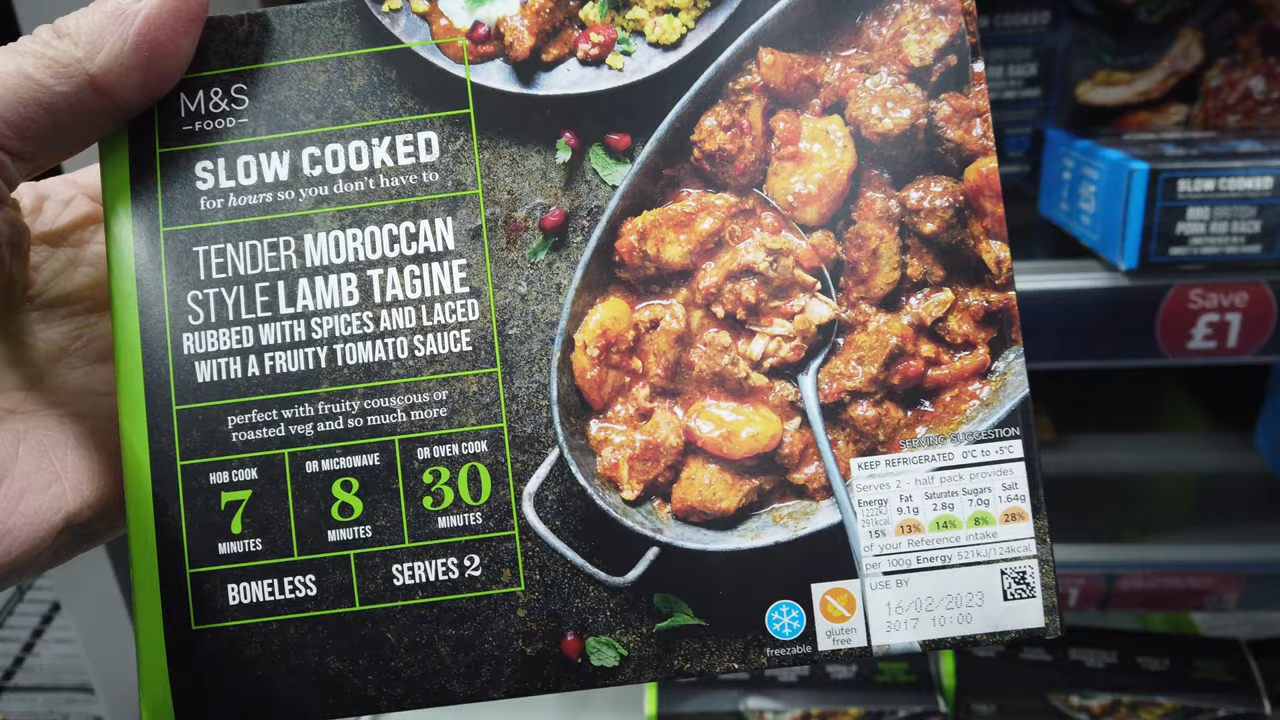 M&S
FOOD
SLOW COOKED
for hours so you don't have to
TENDER MOROCCAN
STYLE LAMB TAGINE
RUBBED WITH SPICES AND LACED
WITH A FRUITY TOMATO SAUCE
perfect with fruity couscous or
roasted veg and so much more
HOB COOK
7
MINUTES
OR MICROWAVE
8
MINUTES
OR OVEN COOK
30
MINUTES
BONELESS
SERVES 2
SERVING SUGGESTION
KEEP REFRIGERATED 0°C to +5°C
Serves 2 - half pack provides
Energy Fat Saturates Sugars Salt
1222kJ 9.1g 2.8g 7.0g 1.64g
291kcal
15% 13% 14% 8% 28%
of your Reference intake
per 100g Energy 521kJ/124kcal
USE BY
16/02/2023
3017 10:00
freezable
gluten
free
SLOW COOKED
BBQ BRITISH
PORK RIB RACK
Save
£1